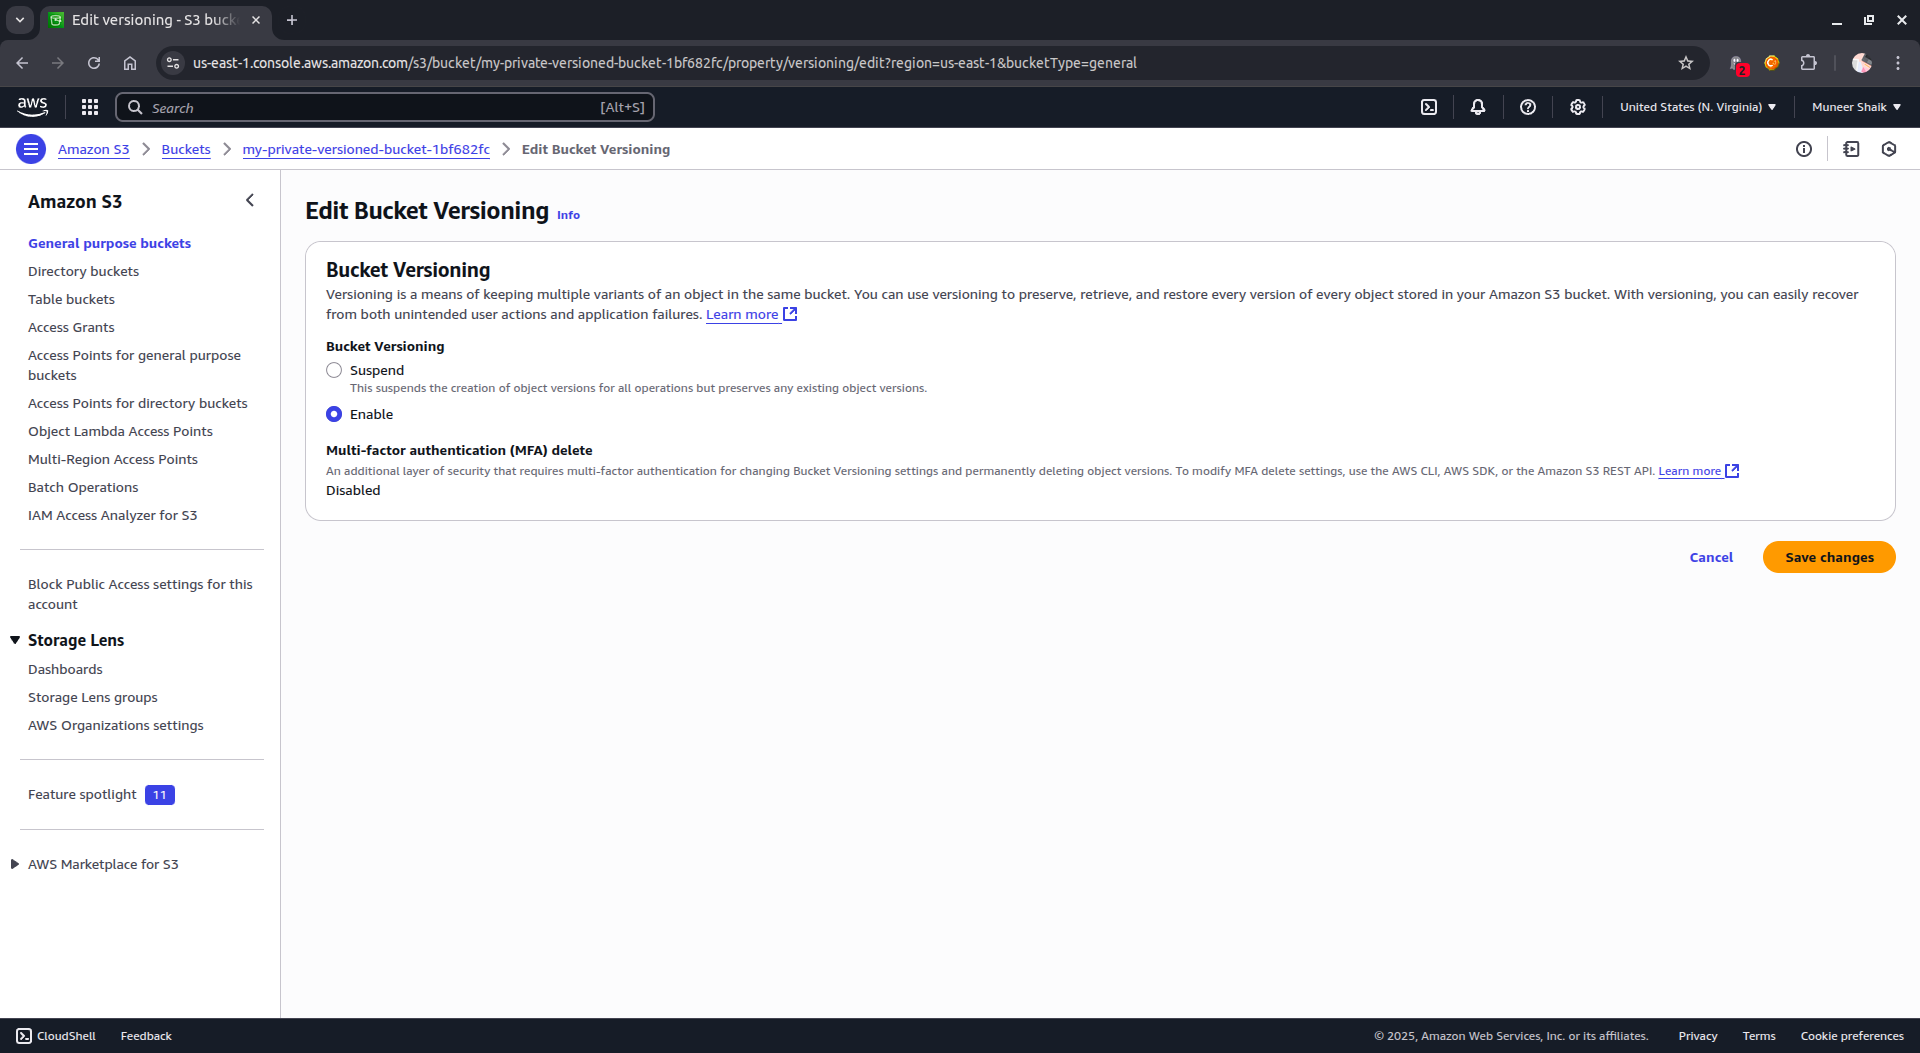 Edit versioning - S3 buck
us-east-1.console.aws.amazon.com/s3/bucket/my-private-versioned-bucket-1bf682fc/property/versioning/edit?region=us-east-1&bucketType=general
2
aws
Search
[Alt+S]
United States (N. Virginia)
Muneer Shaik
Amazon S3
Buckets
my-private-versioned-bucket-1bf682fc
Edit Bucket Versioning
Amazon S3
General purpose buckets
Directory buckets
Table buckets
Access Grants
Access Points for general purpose
buckets
Access Points for directory buckets
Object Lambda Access Points
Multi-Region Access Points
Batch Operations
IAM Access Analyzer for S3
Block Public Access settings for this
account
Storage Lens
Dashboards
Storage Lens groups
AWS Organizations settings
Feature spotlight 11
AWS Marketplace for S3
Edit Bucket Versioning Info
Bucket Versioning
Versioning is a means of keeping multiple variants of an object in the same bucket. You can use versioning to preserve, retrieve, and restore every version of every object stored in your Amazon S3 bucket. With versioning, you can easily recover
from both unintended user actions and application failures. Learn more
Bucket Versioning
Suspend
This suspends the creation of object versions for all operations but preserves any existing object versions.
Enable
Multi-factor authentication (MFA) delete
An additional layer of security that requires multi-factor authentication for changing Bucket Versioning settings and permanently deleting object versions. To modify MFA delete settings, use the AWS CLI, AWS SDK, or the Amazon S3 REST API. Learn more
Disabled
Cancel
Save changes
CloudShell
Feedback
© 2025, Amazon Web Services, Inc. or its affiliates.
Privacy
Terms
Cookie preferences